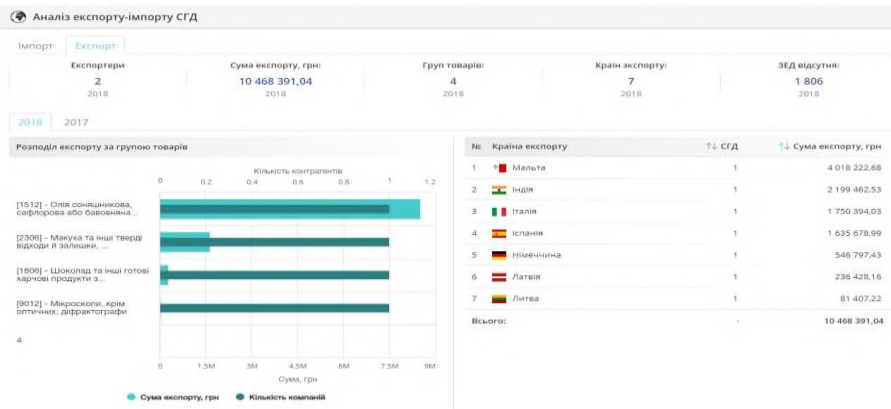 Аналіз експорту-імпорту СГД
Імпорт Експорт
Експортери Сума експорту, грн: Груп товарів: Країн экспорту: ЗЕД відсутня:
2 10 468 391,04 4 7 1 806
2018 2018 2018 2018 2018
2018 2017
Розподіл експорту за групою товарів
Кількість контрагентів
0 0.2 0.4 0.6 0.8 1 1.2
[1512] - Олія соняшникова,
сафлорова або бавовняна...
[2306] - Макуха та інші тверді
відходи й залишки, ...
[1806] - Шоколад та інші готові
харчові продукти з...
[9012] - Мікроскопи, крім
оптичних; дифрактографи
4
0 1.5M 3M 4.5M 6M 7.5M 9M
Сума, грн
Сума експорту, грн Кількість компаній
№ Країна експорту ↑↓ СГД ↑↓ Сума експорту, грн
1 Мальта 1 4 018 222,68
2 Індія 1 2 199 462,53
3 Італія 1 1 750 394,03
4 Іспанія 1 1 635 678,99
5 Німеччина 1 546 797,43
6 Латвія 1 236 428,16
7 Литва 1 81 407,22
Всього: - 10 468 391,04